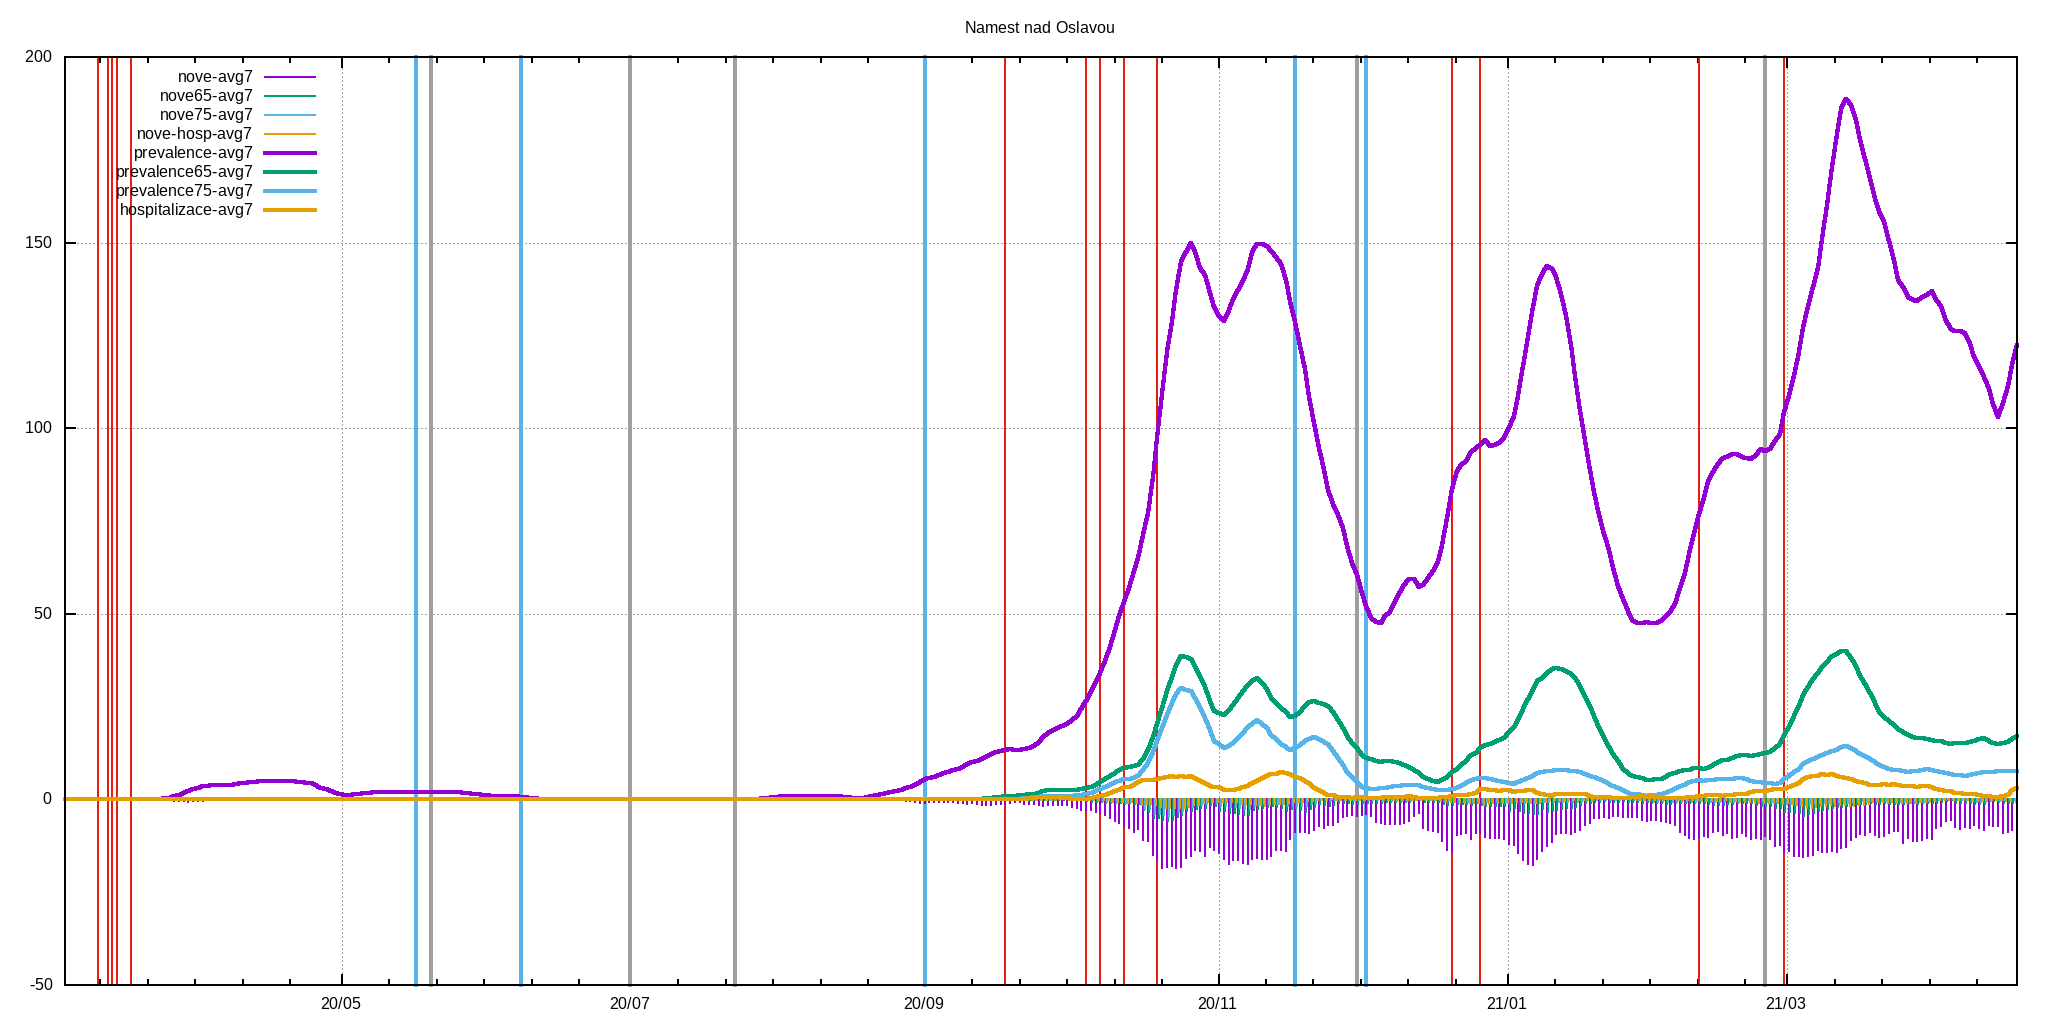 Namest nad Oslavou
200
150
100
50
0
-50
nove-avg7
nove65-avg7
nove75-avg7
nove-hosp-avg7
prevalence-avg7
prevalence65-avg7
prevalence75-avg7
hospitalizace-avg7
20/05 20/07 20/09 20/11 21/01 21/03